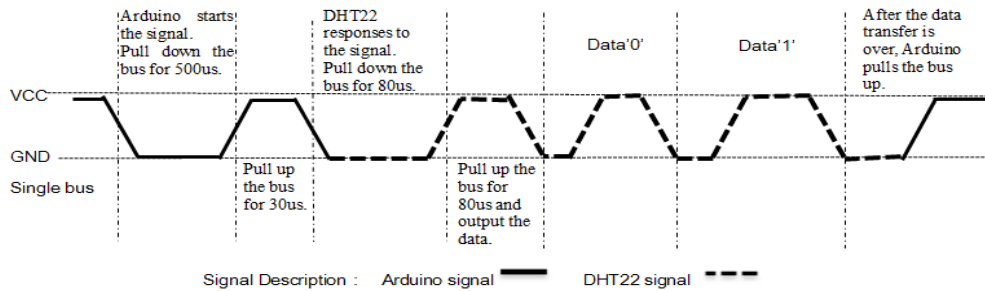 Arduino starts
the signal.
Pull down the
bus for 500us.
DHT22
responses to
the signal.
Pull down the
bus for 80us.
Data'0'
Data'1'
After the data
transfer is
over, Arduino
pulls the bus
up.
VCC
GND
Single bus
Pull up
the bus
for 30us.
Pull up the
bus for
80us and
output the
data.
Signal Description : Arduino signal DHT22 signal